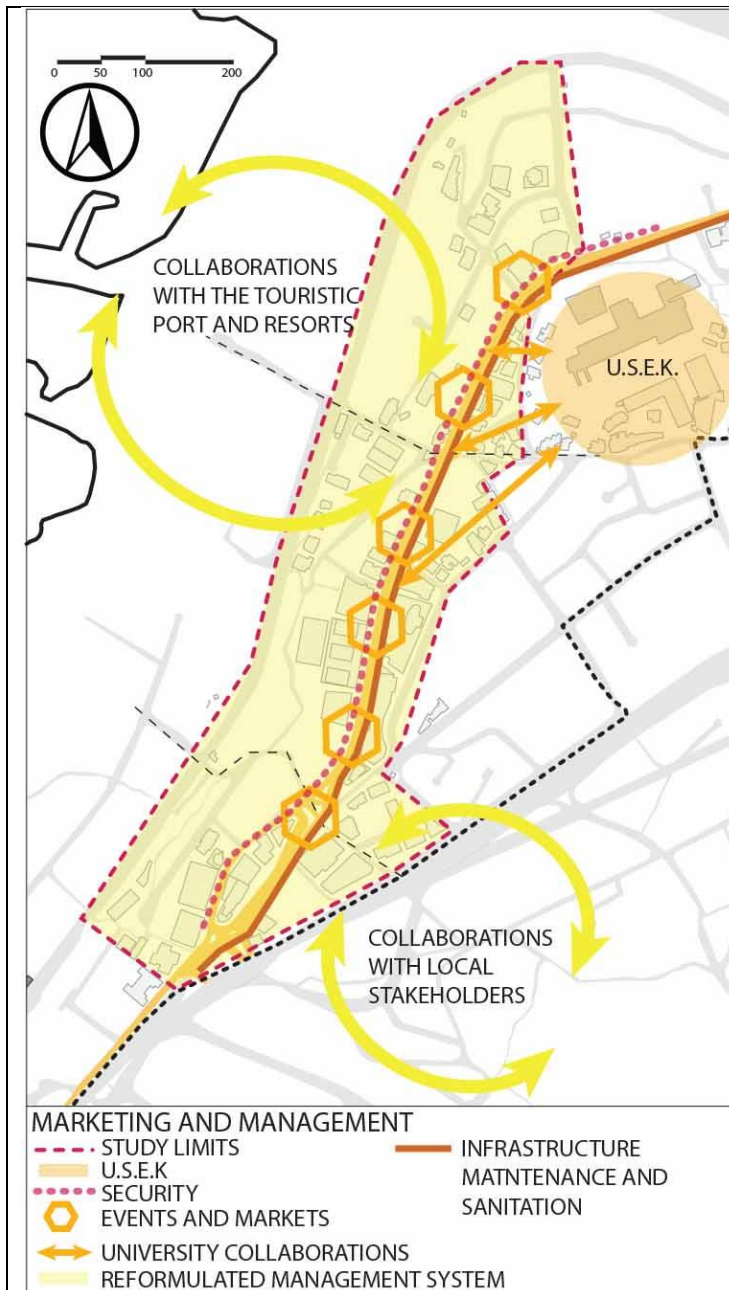 0 50 100 200
COLLABORATIONS
WITH THE TOURISTIC
PORT AND RESORTS
U.S.E.K.
COLLABORATIONS
WITH LOCAL
STAKEHOLDERS
MARKETING AND MANAGEMENT
STUDY LIMITS
U.S.E.K
SECURITY
EVENTS AND MARKETS
UNIVERSITY COLLABORATIONS
REFORMULATED MANAGEMENT SYSTEM
INFRASTRUCTURE
MATNTENANCE AND
SANITATION